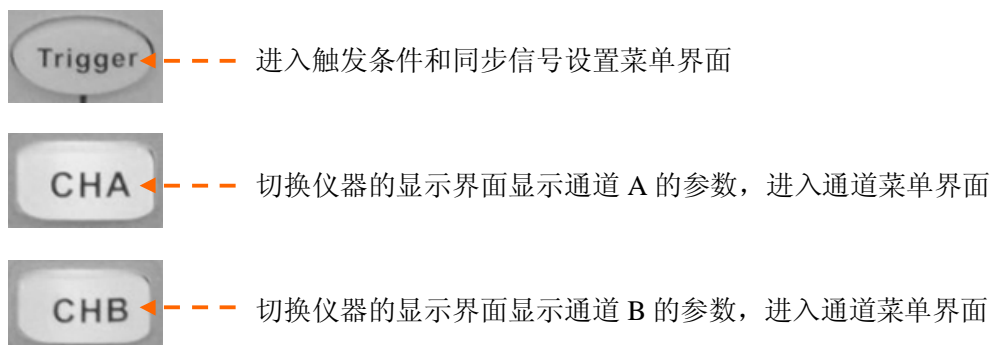 Trigger 进入触发条件和同步信号设置菜单界面
CHA 切换仪器的显示界面显示通道 A 的参数，进入通道菜单界面
CHB 切换仪器的显示界面显示通道 B 的参数，进入通道菜单界面